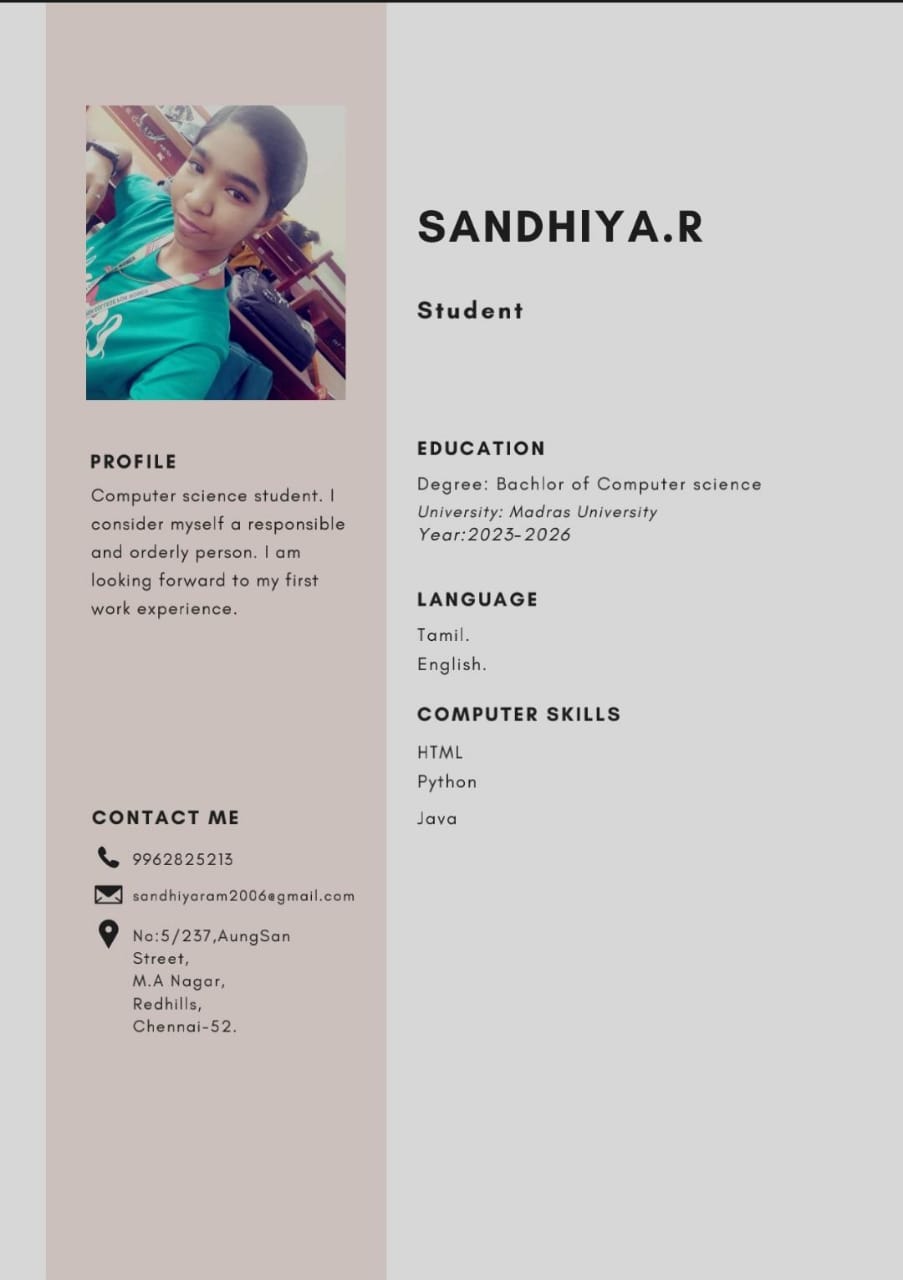 SANDHIYA.R
Student
PROFILE
Computer science student. I
consider myself a responsible
and orderly person. I am
looking forward to my first
work experience.
CONTACT ME
9962825213
sandhiyaram2006@gmail.com
No:5/237,AungSan
Street,
M.A Nagar,
Redhills,
Chennai-52.
EDUCATION
Degree: Bachlor of Computer science
University: Madras University
Year:2023-2026
LANGUAGE
Tamil.
English.
COMPUTER SKILLS
HTML
Python
Java